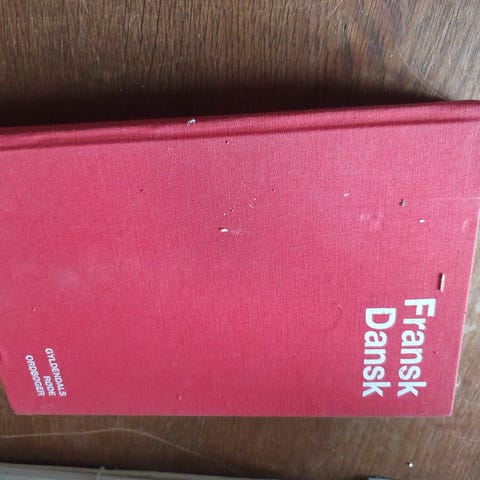 Fransk
Dansk
GYLDENDALS
RØDE
ORDBØGER